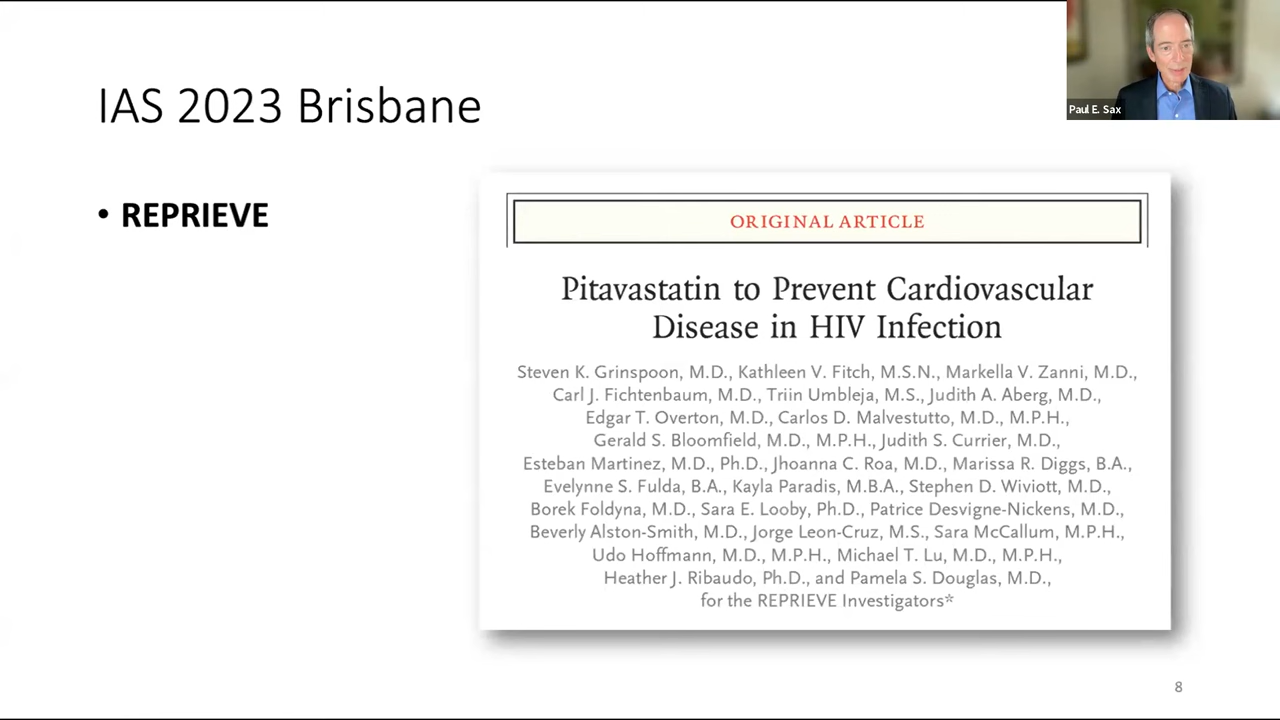 IAS 2023 Brisbane
Paul E. Sax
• REPRIEVE
ORIGINAL ARTICLE
Pitavastatin to Prevent Cardiovascular
Disease in HIV Infection
Steven K. Grinspoon, M.D., Kathleen V. Fitch, M.S.N., Markella V. Zanni, M.D.,
Carl J. Fichtenbaum, M.D., Triin Umbleja, M.S., Judith A. Aberg, M.D.,
Edgar T. Overton, M.D., Carlos D. Malvestutto, M.D., M.P.H.,
Gerald S. Bloomfield, M.D., M.P.H., Judith S. Currier, M.D.,
Esteban Martinez, M.D., Ph.D., Jhoanna C. Roa, M.D., Marissa R. Diggs, B.A.,
Evelynne S. Fulda, B.A., Kayla Paradis, M.B.A., Stephen D. Wiviott, M.D.,
Borek Foldyna, M.D., Sara E. Looby, Ph.D., Patrice Desvigne-Nickens, M.D.,
Beverly Alston-Smith, M.D., Jorge Leon-Cruz, M.S., Sara McCallum, M.P.H.,
Udo Hoffmann, M.D., M.P.H., Michael T. Lu, M.D., M.P.H.,
Heather J. Ribaudo, Ph.D., and Pamela S. Douglas, M.D.,
for the REPRIEVE Investigators*
8